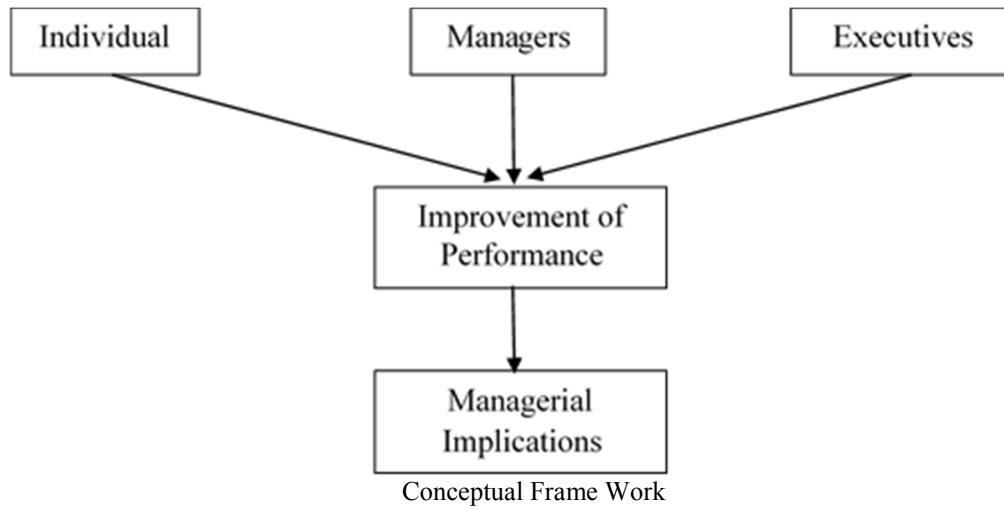 Individual
Managers
Executives
Improvement of
Performance
Managerial
Implications
Conceptual Frame Work